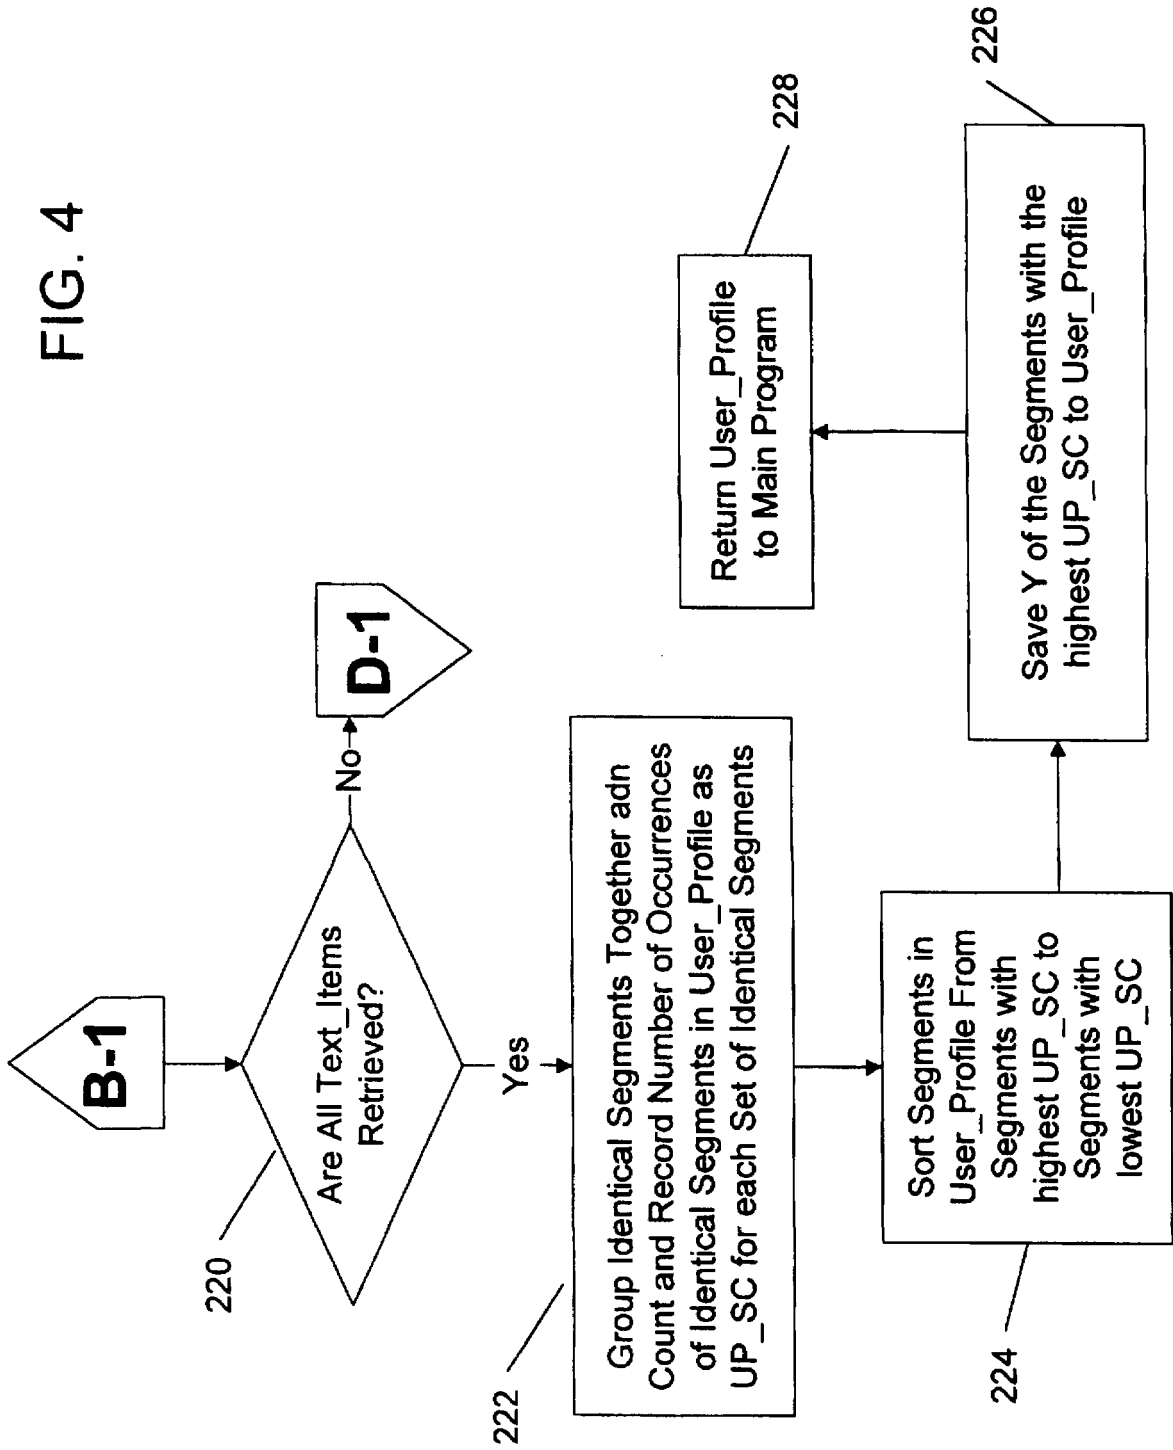 FIG. 4
B-1
220
Are All Text_Items
Retrieved?
No
D-1
Yes
222
Group Identical Segments Together adn
Count and Record Number of Occurrences
of Identical Segments in User_Profile as
UP_SC for each Set of Identical Segments
224
Sort Segments in
User_Profile From
Segments with
highest UP_SC to
Segments with
lowest UP_SC
226
Save Y of the Segments with the
highest UP_SC to User_Profile
228
Return User_Profile
to Main Program